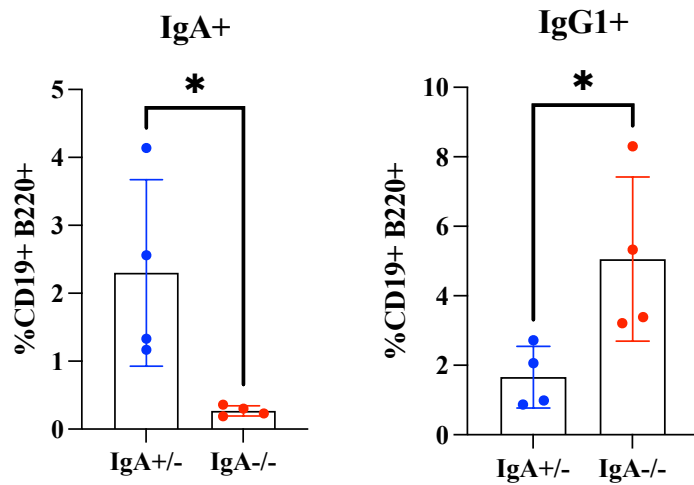 IgA+
*
%CD19+ B220+
5
4
3
2
1
0
IgA+/-
IgA-/-
IgG1+
*
%CD19+ B220+
10
8
6
4
2
0
IgA+/-
IgA-/-